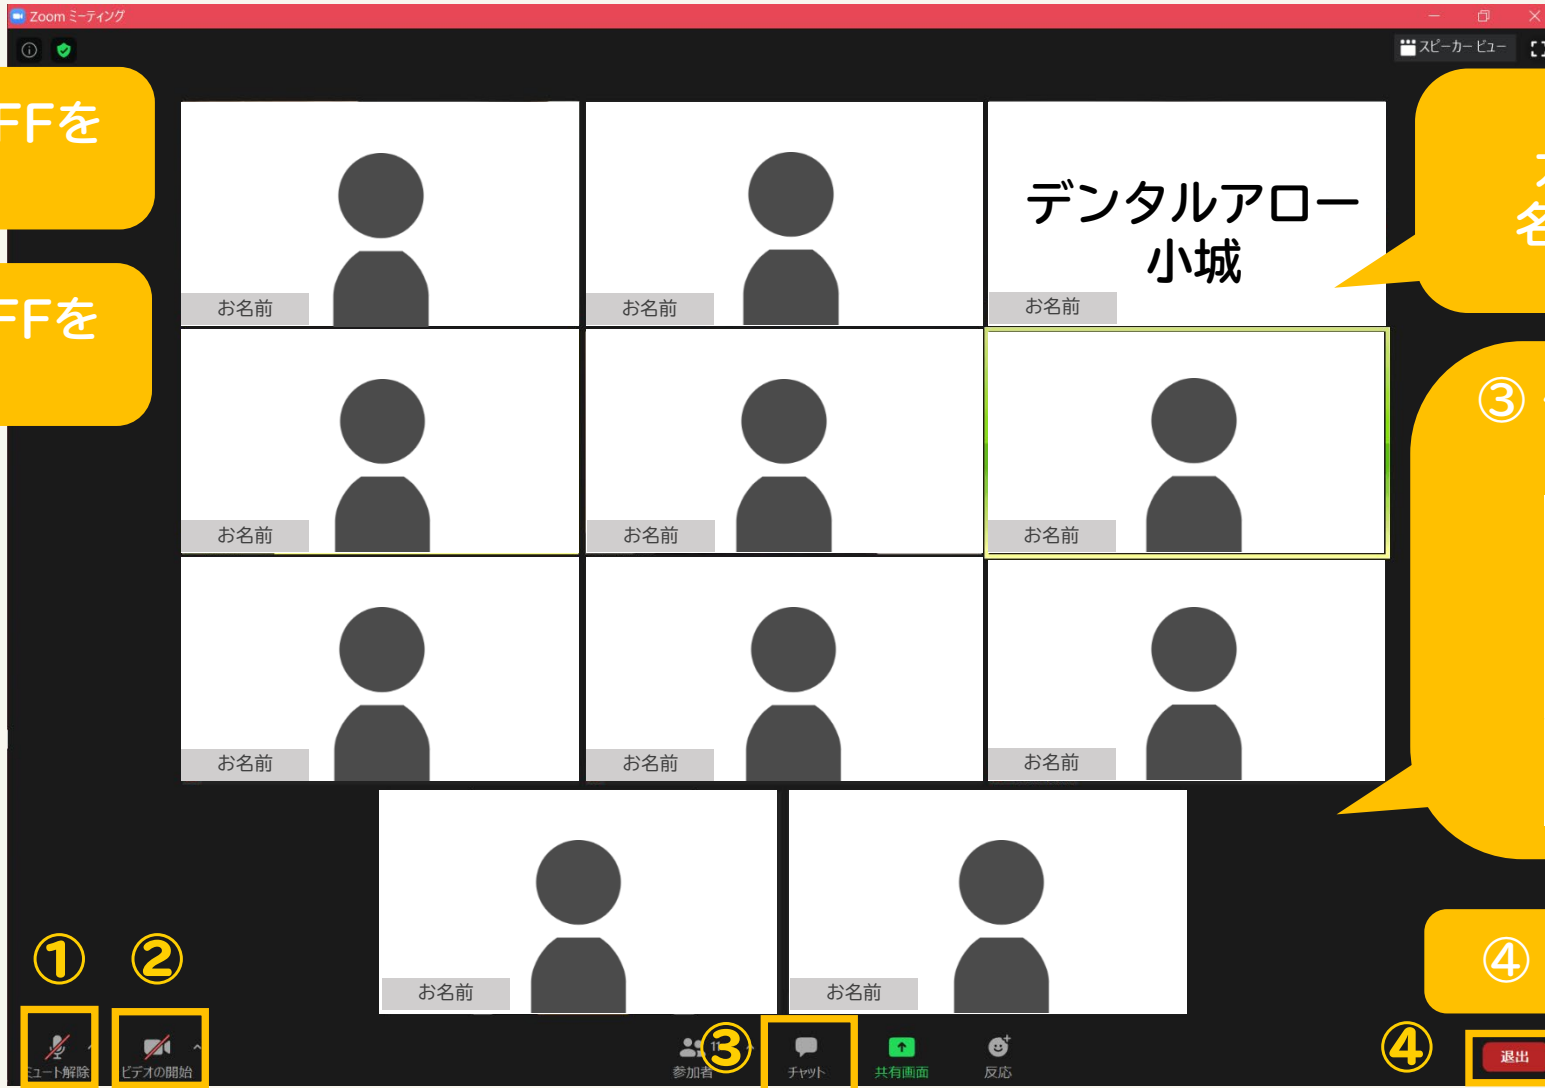 Zoom ミーティング
スピーカー ビュー
FFを
名
デンタルアロー
小城
お名前
お名前
お名前
FFを
③
お名前
お名前
お名前
お名前
お名前
お名前
① ②
④
お名前
お名前
③
④
ミュート解除
ビデオの開始
参加者
チャット
共有画面
反応
退出